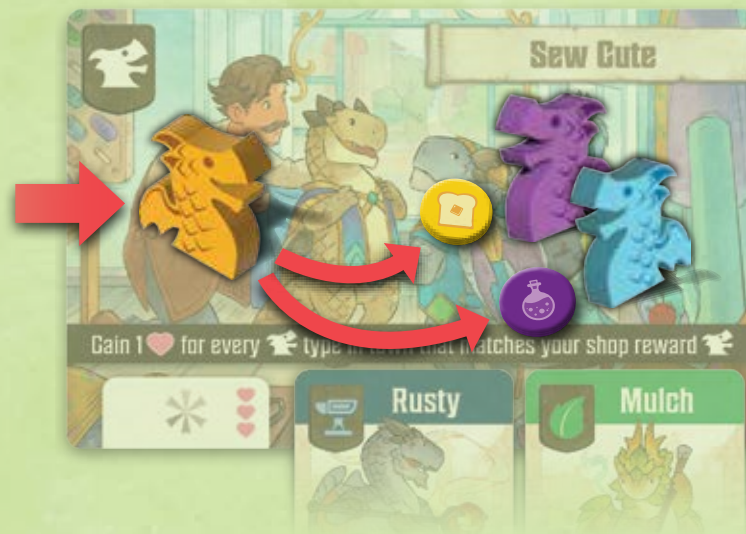 Sew Cute
Gain 1 for every type in town that matches your shop reward
Rusty
Mulch